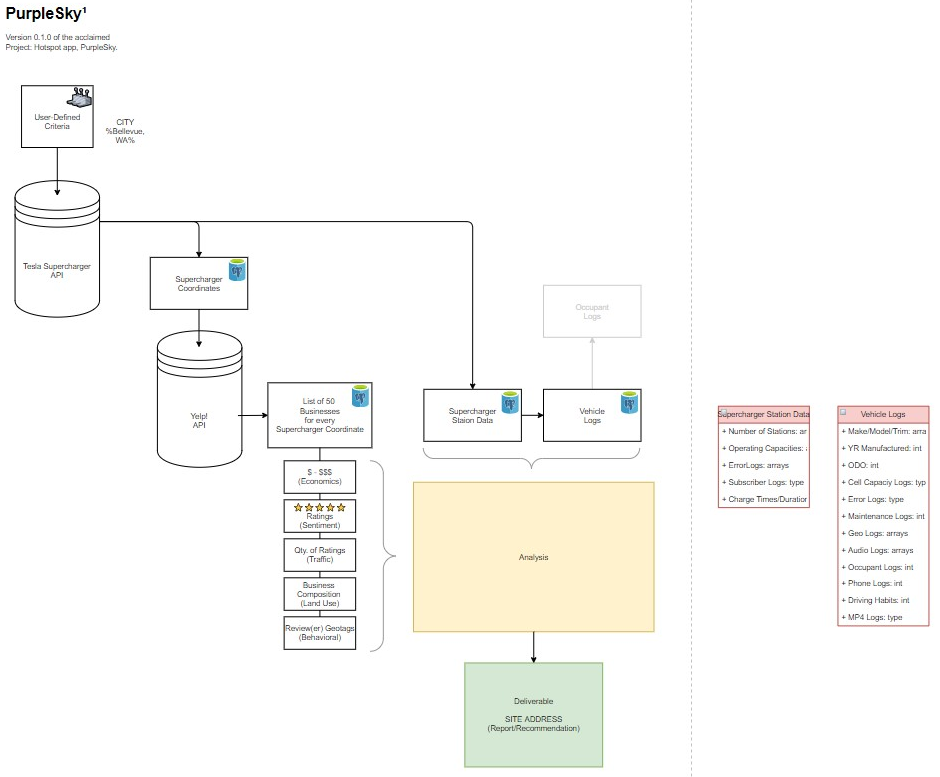 PurpleSky¹
Version 0.1.0 of the acclaimed
Project: Hotspot app, PurpleSky.
User-Defined
Criteria
CITY
%Bellevue,
WA%
Tesla Supercharger
API
Supercharger
Coordinates
Yelp!
API
List of 50
Businesses
for every
Supercharger Coordinate
$ - $$$
(Economics)
Ratings
(Sentiment)
Qty. of Ratings
(Traffic)
Business
Composition
(Land Use)
Review(er) Geotags
(Behavioral)
Occupant
Logs
Supercharger
Staion Data
Vehicle
Logs
Analysis
Deliverable
SITE ADDRESS
(Report/Recommendation)
Supercharger Station Data
+ Number of Stations: ar
+ Operating Capacities:
+ ErrorLogs: arrays
+ Subscriber Logs: type
+ Charge Times/Duratior
Vehicle Logs
+ Make/Model/Trim: arra
+ YR Manufactured: int
+ ODO: int
+ Cell Capaciy Logs: typ
+ Error Logs: type
+ Maintenance Logs: int
+ Geo Logs: arrays
+ Audio Logs: arrays
+ Occupant Logs: int
+ Phone Logs: int
+ Driving Habits: int
+ MP4 Logs: type